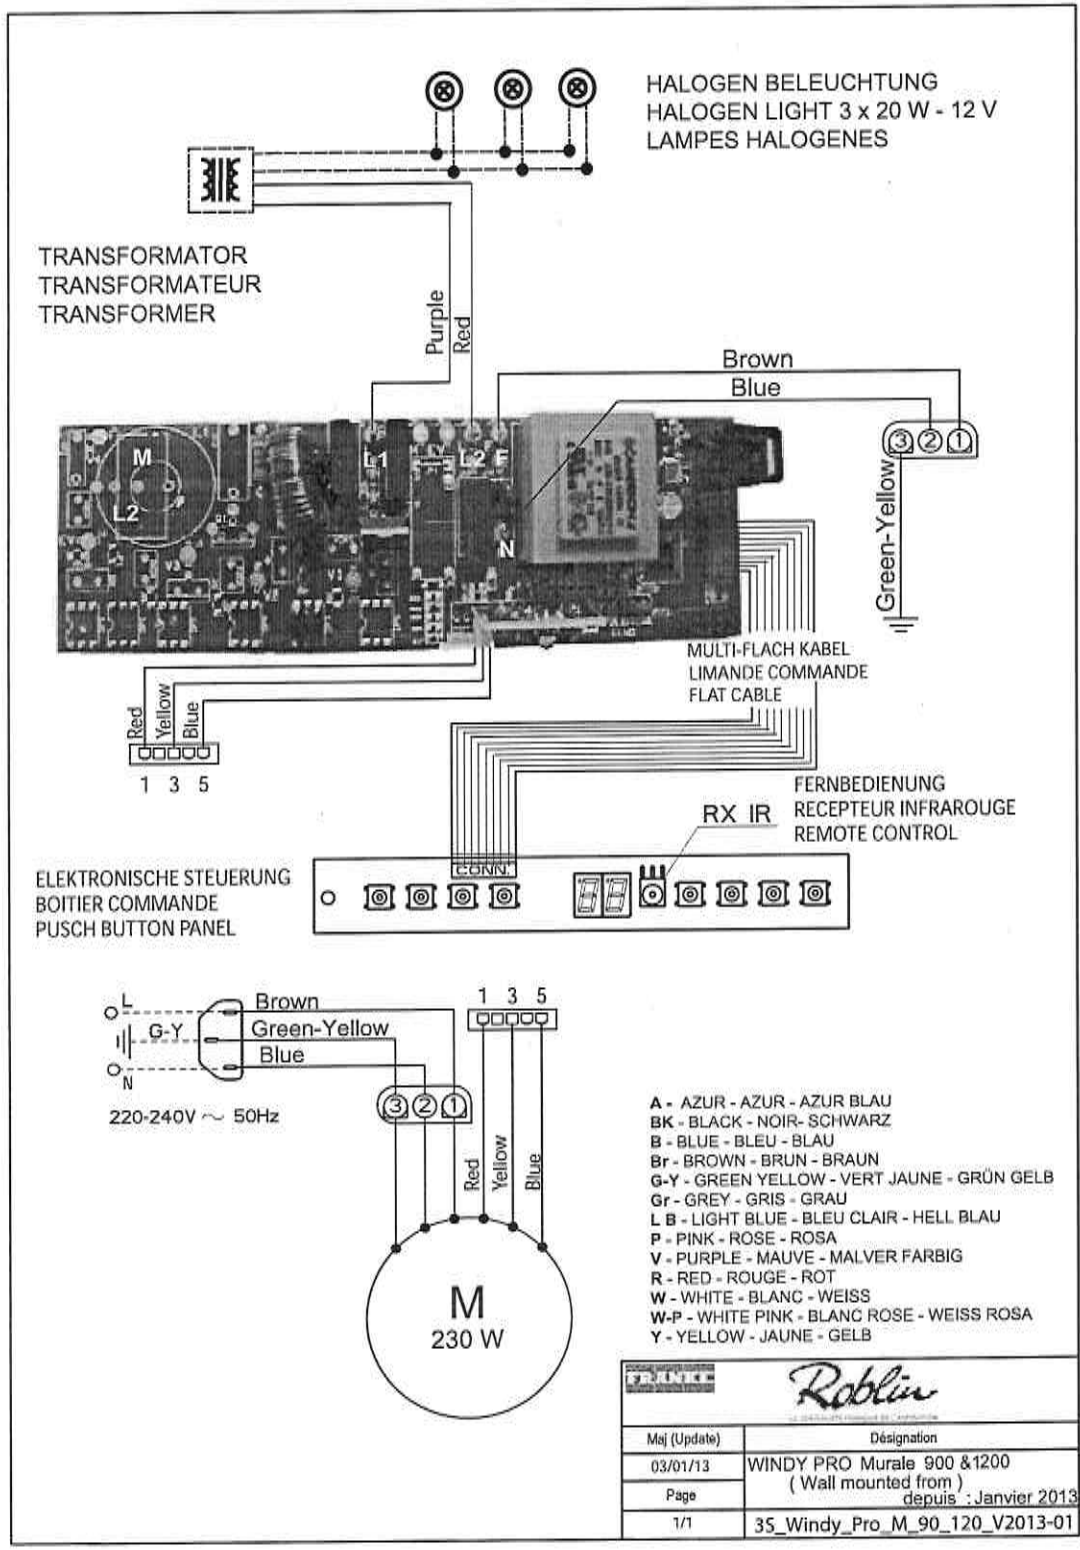 HALOGEN BELEUCHTUNG
HALOGEN LIGHT 3 x 20 W - 12 V
LAMPES HALOGENES
TRANSFORMATOR
TRANSFORMATEUR
TRANSFORMER
Purple
Red
Brown
Blue
3 2 1
Green-Yellow
M
L2
L1
L2 F
N
MULTI-FLACH KABEL
LIMANDE COMMANDE
FLAT CABLE
Red
Yellow
Blue
1 3 5
FERNBEDIENUNG
RECEPTEUR INFRAROUGE
REMOTE CONTROL
RX IR
CONN.
ELEKTRONISCHE STEUERUNG
BOITIER COMMANDE
PUSCH BUTTON PANEL
88
L
G-Y
N
220-240V ~ 50Hz
Brown
Green-Yellow
Blue
3 2 1
1 3 5
Red
Yellow
Blue
M
230 W
A - AZUR - AZUR - AZUR BLAU
BK - BLACK - NOIR- SCHWARZ
B - BLUE - BLEU - BLAU
Br - BROWN - BRUN - BRAUN
G-Y - GREEN YELLOW - VERT JAUNE - GRÜN GELB
Gr - GREY - GRIS - GRAU
L B - LIGHT BLUE - BLEU CLAIR - HELL BLAU
P - PINK - ROSE - ROSA
V - PURPLE - MAUVE - MALVER FARBIG
R - RED - ROUGE - ROT
W - WHITE - BLANC - WEISS
W-P - WHITE PINK - BLANC ROSE - WEISS ROSA
Y - YELLOW - JAUNE - GELB
FRANKE
Roblin
Maj (Update)
Désignation
03/01/13
WINDY PRO Murale 900 &1200
( Wall mounted from )
depuis : Janvier 2013
Page
1/1
3S_Windy_Pro_M_90_120_V2013-01